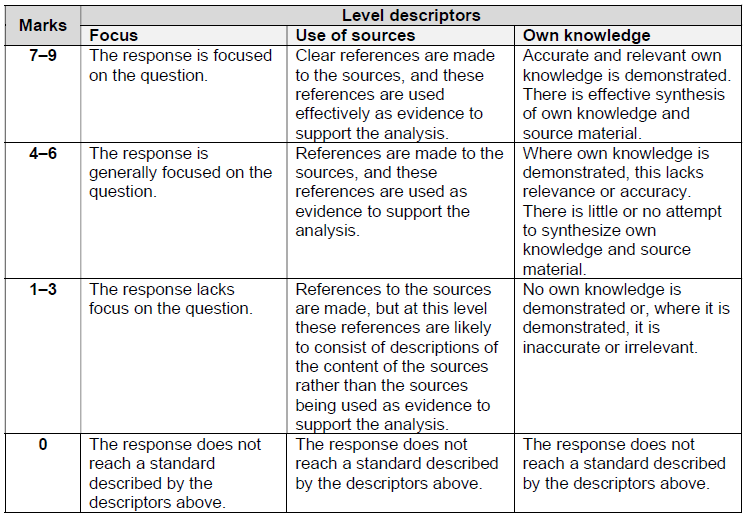 Marks
Level descriptors
Focus
Use of sources
Own knowledge
7–9
The response is focused
on the question.
Clear references are made
to the sources, and these
references are used
effectively as evidence to
support the analysis.
Accurate and relevant own
knowledge is demonstrated.
There is effective synthesis
of own knowledge and
source material.
4–6
The response is
generally focused on the
question.
References are made to the
sources, and these
references are used as
evidence to support the
analysis.
Where own knowledge is
demonstrated, this lacks
relevance or accuracy.
There is little or no attempt
to synthesize own
knowledge and source
material.
1–3
The response lacks
focus on the question.
References to the sources
are made, but at this level
these references are likely
to consist of descriptions of
the content of the sources
rather than the sources
being used as evidence to
support the analysis.
No own knowledge is
demonstrated or, where it is
demonstrated, it is
inaccurate or irrelevant.
0
The response does not
reach a standard
described by the
descriptors above.
The response does not
reach a standard described
by the descriptors above.
The response does not
reach a standard described
by the descriptors above.